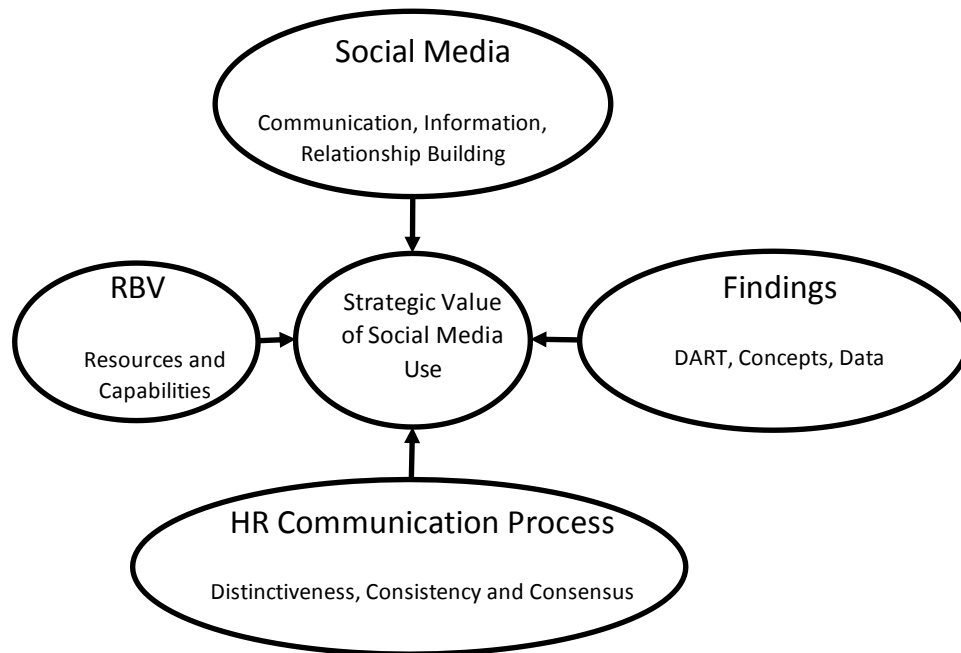 Social Media
Communication, Information,
Relationship Building
RBV
Resources and
Capabilities
Strategic Value
of Social Media
Use
Findings
DART, Concepts, Data
HR Communication Process
Distinctiveness, Consistency and Consensus